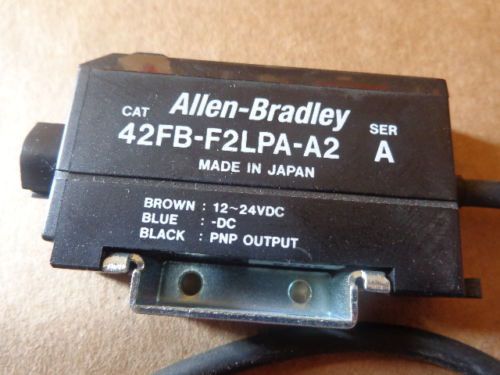 Allen-Bradley
CAT 42FB-F2LPA-A2 SER A
MADE IN JAPAN
BROWN : 12~24VDC
BLUE : -DC
BLACK : PNP OUTPUT